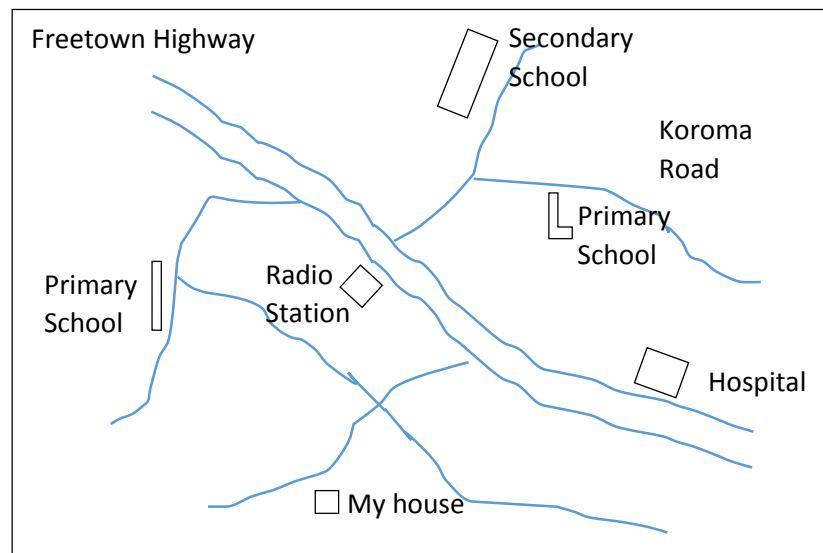 Freetown Highway
Secondary
School
Koroma
Road
Primary
School
Radio
Station
Primary
School
Hospital
My house